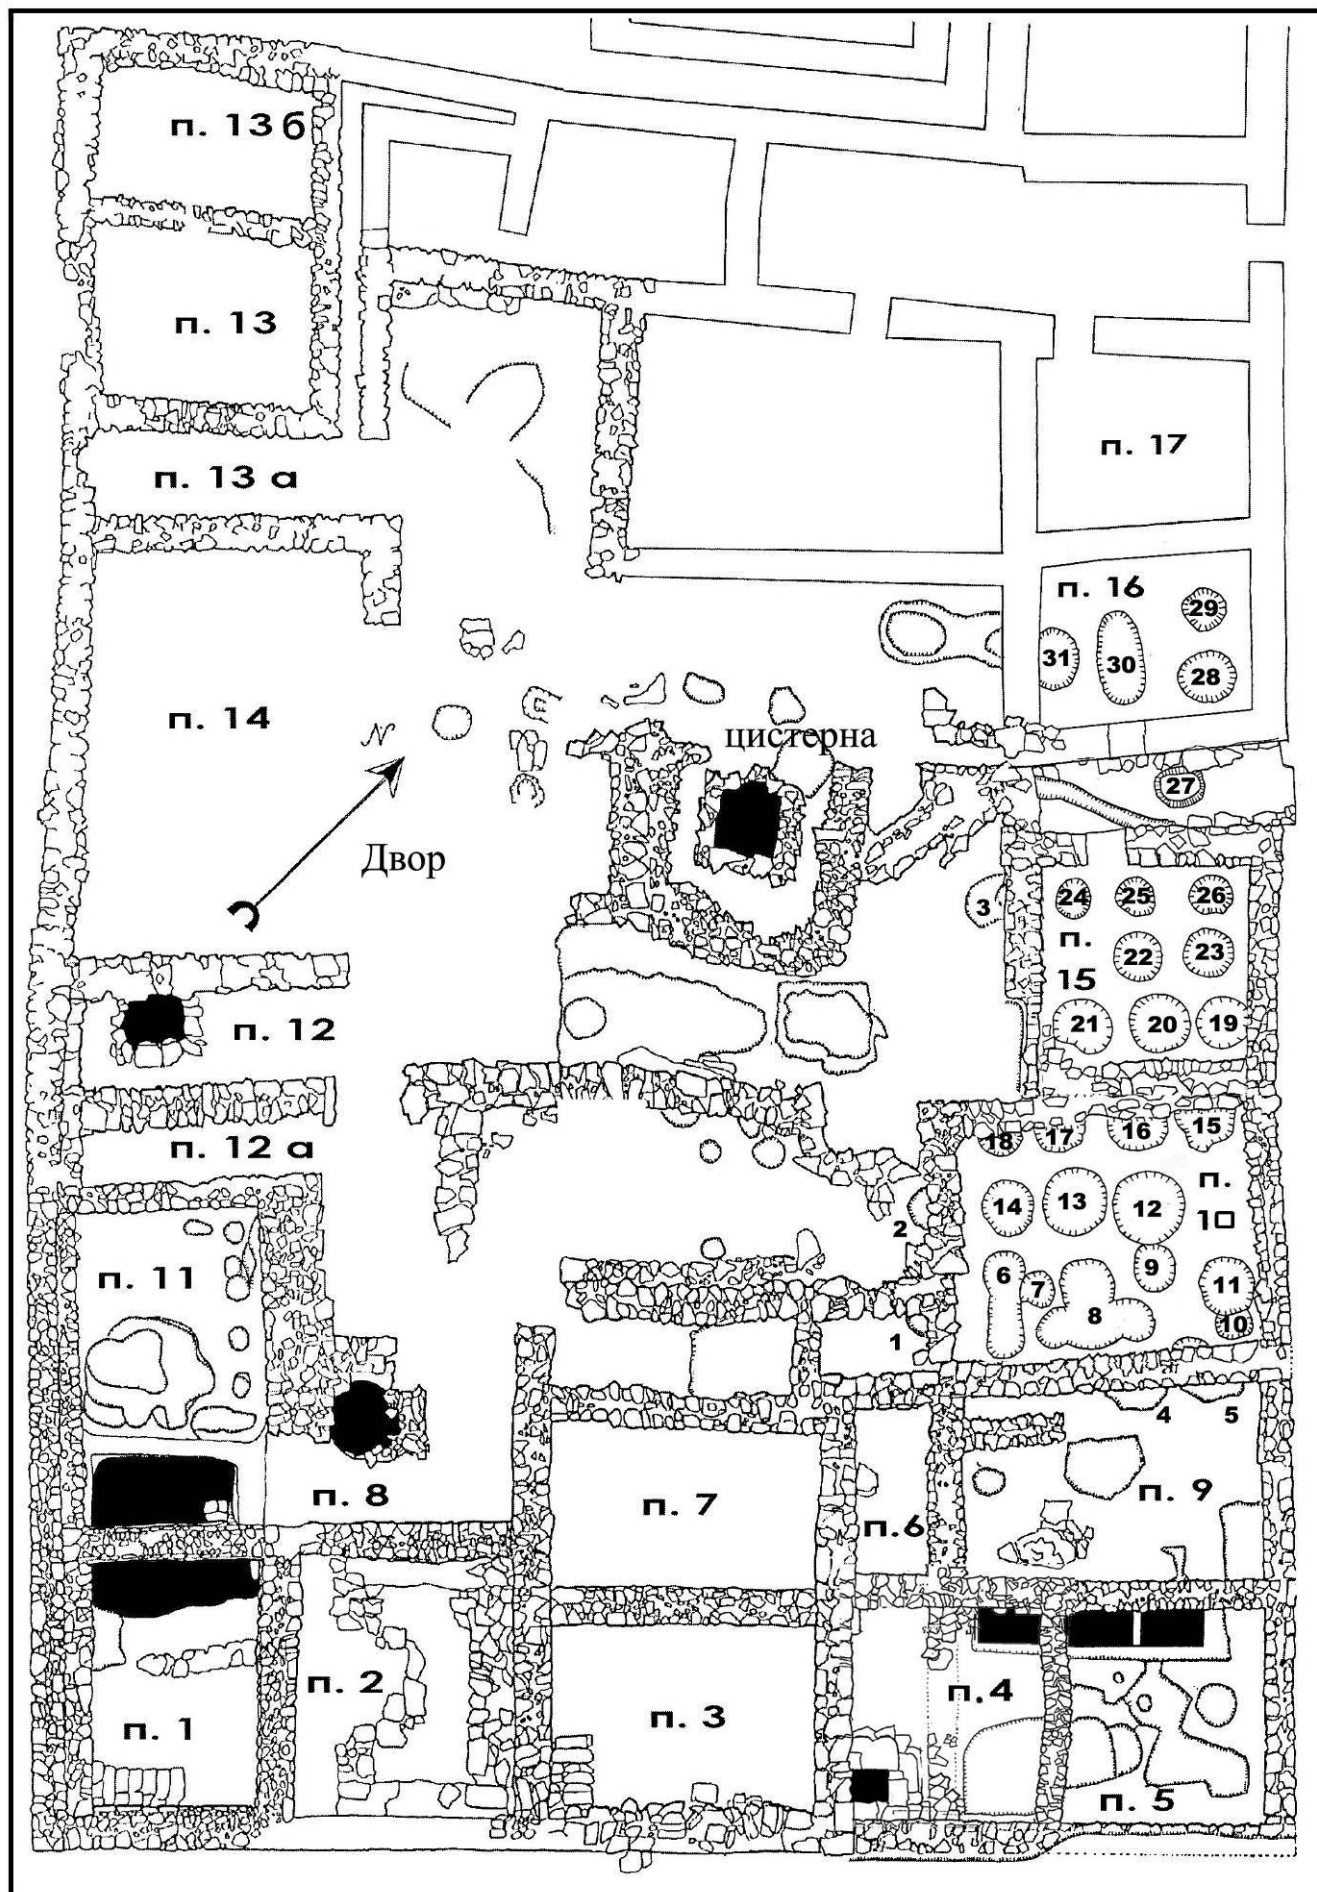 п. 13 б
п. 13
п. 13 а
п. 17
п. 16
29
31
30
28
п. 14
N
цистерна
27
Двор
3
24
25
26
п.
15
22
23
21
20
19
п. 12
п. 12 а
18
17
16
15
п.
10
14
13
12
2
п. 11
6
7
8
9
11
10
1
4
5
п. 8
п. 7
п.6
п. 9
п. 2
п. 1
п. 3
п.4
п. 5